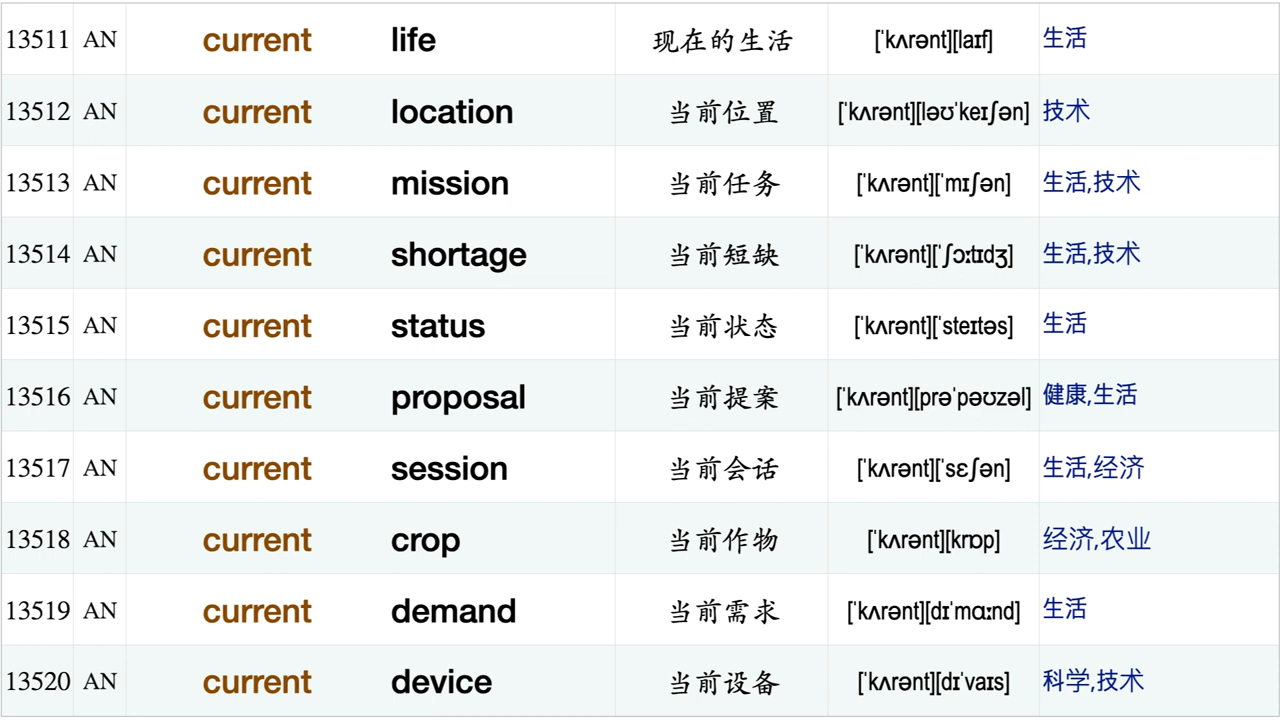 13511 AN current life 现在的生活 [ˈkʌrənt][laɪf] 生活
13512 AN current location 当前位置 [ˈkʌrənt][ləʊˈkeɪʃən] 技术
13513 AN current mission 当前任务 [ˈkʌrənt][ˈmɪʃən] 生活,技术
13514 AN current shortage 当前短缺 [ˈkʌrənt][ˈʃɔːtɪdʒ] 生活,技术
13515 AN current status 当前状态 [ˈkʌrənt][ˈsteɪtəs] 生活
13516 AN current proposal 当前提案 [ˈkʌrənt][prəˈpəʊzəl] 健康,生活
13517 AN current session 当前会话 [ˈkʌrənt][ˈsɛʃən] 生活,经济
13518 AN current crop 当前作物 [ˈkʌrənt][krɒp] 经济,农业
13519 AN current demand 当前需求 [ˈkʌrənt][dɪˈmɑːnd] 生活
13520 AN current device 当前设备 [ˈkʌrənt][dɪˈvaɪs] 科学,技术